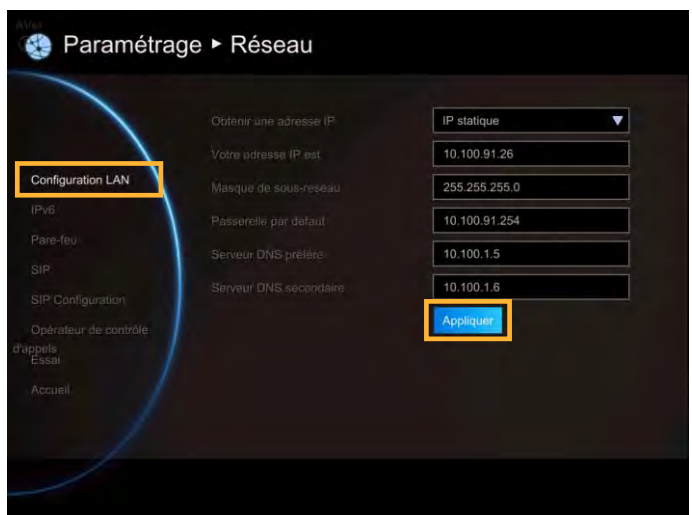 AVer
Paramétrage ► Réseau
Obtenir une adresse IP
IP statique
Votre adresse IP est
10.100.91.26
Configuration LAN
Masque de sous-reseau
255.255.255.0
IPv6
Passerelle par défaut
10.100.91.254
Pare-feu
Serveur DNS préféré
10.100.1.5
SIP
Serveur DNS secondaire
10.100.1.6
SIP Configuration
Appliquer
Opérateur de contrôle
d'appels
Essai
Accueil